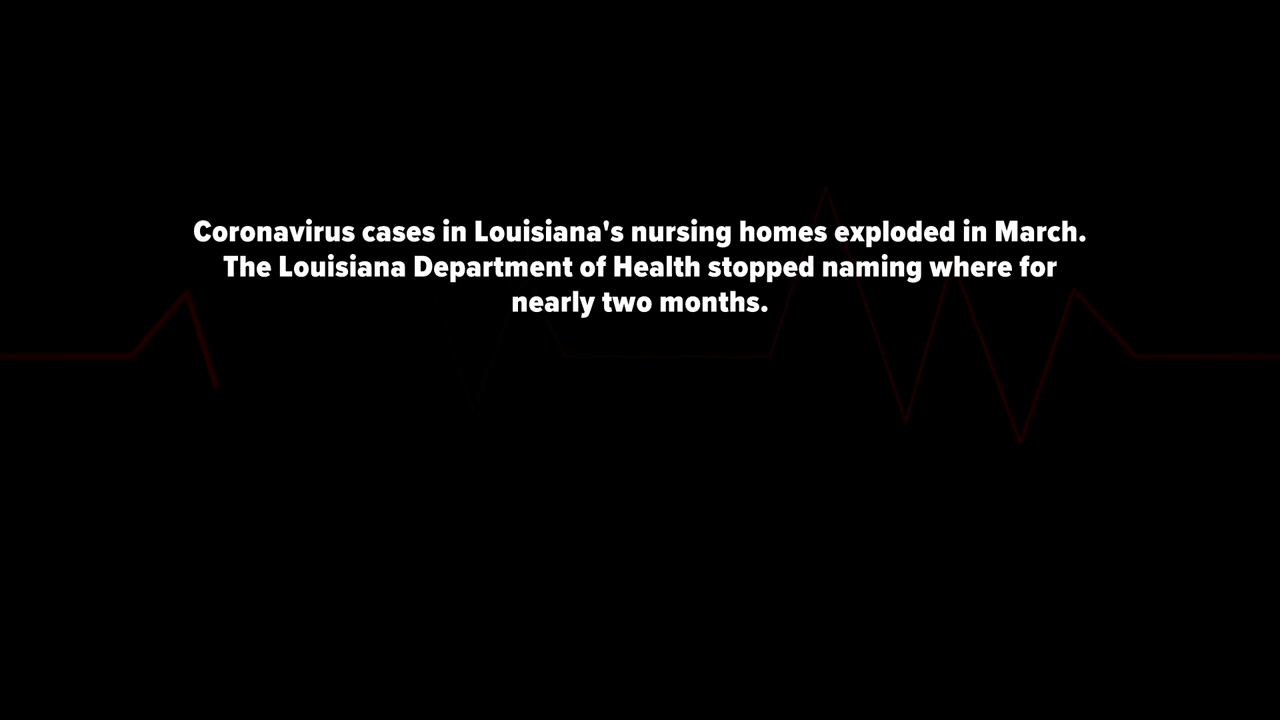 Coronavirus cases in Louisiana's nursing homes exploded in March.
The Louisiana Department of Health stopped naming where for
nearly two months.